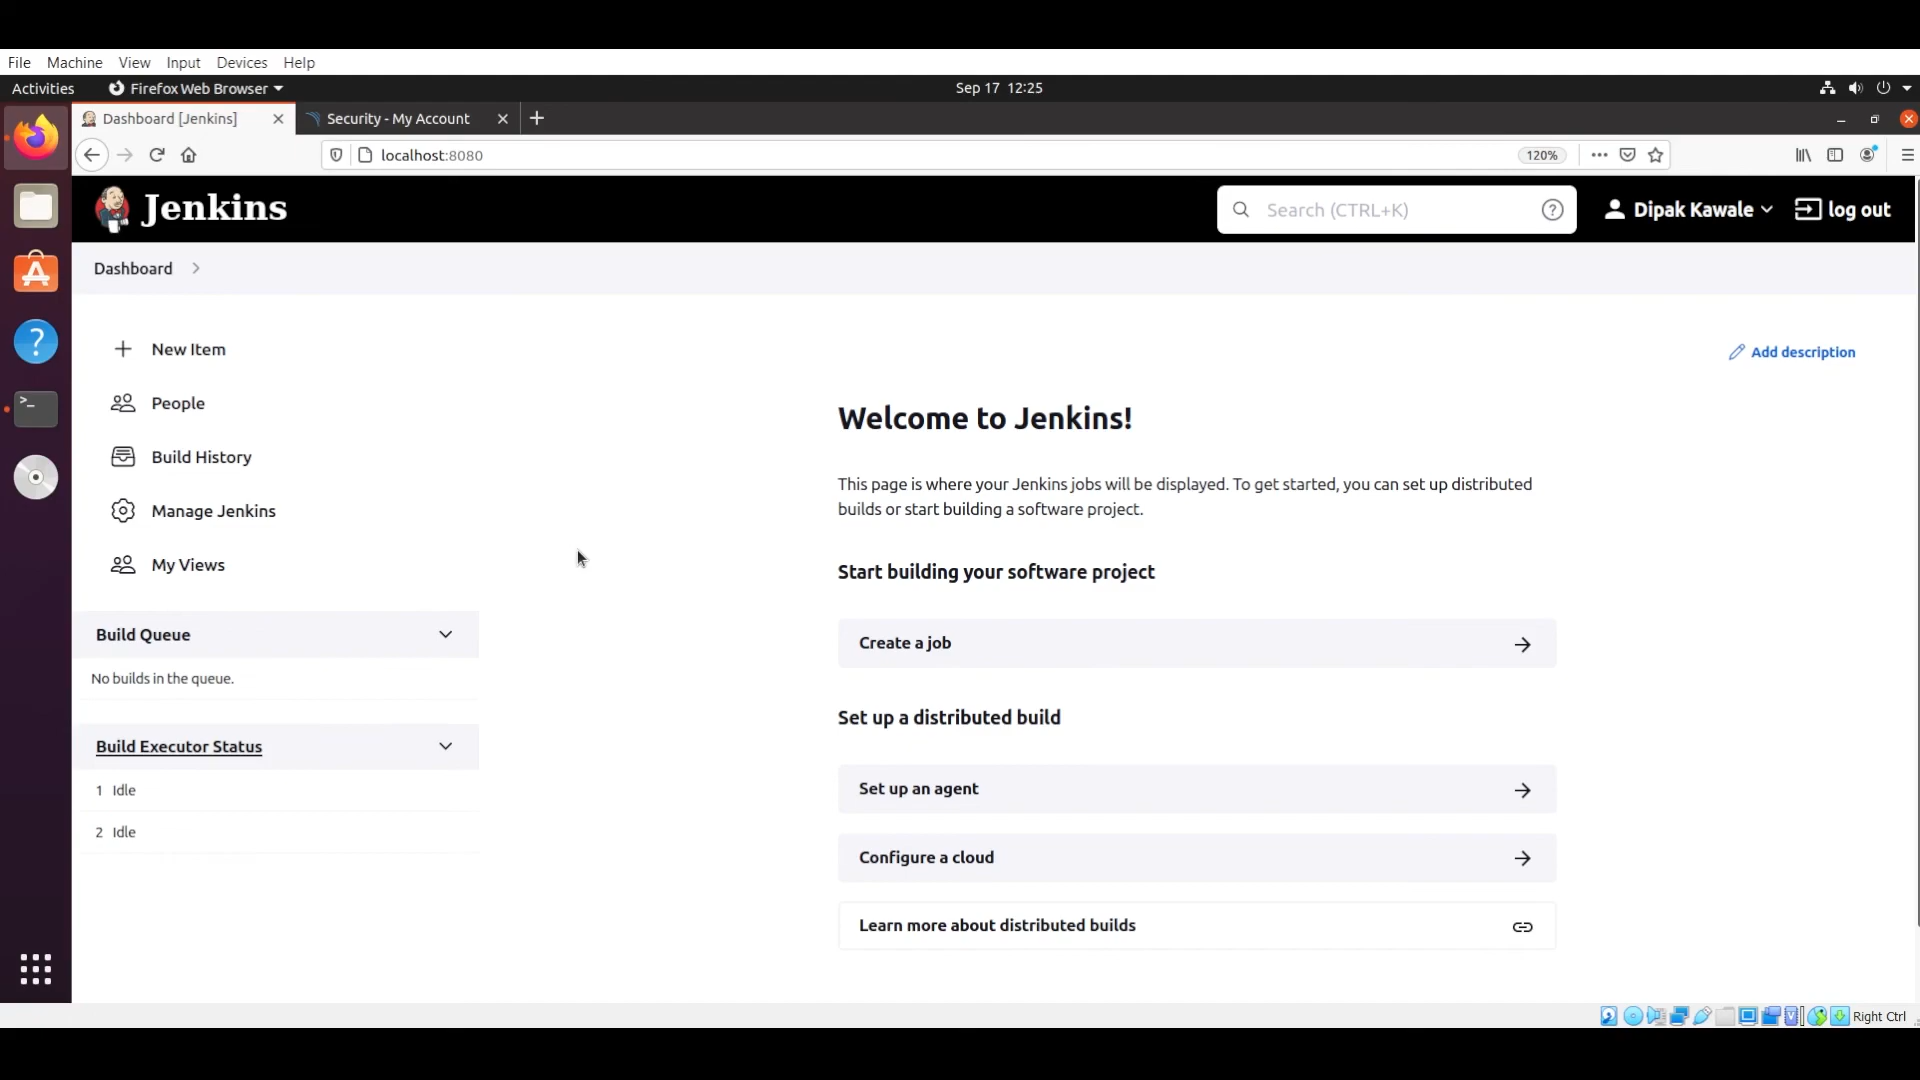 File Machine View Input Devices Help
Activities Firefox Web Browser Sep 17 12:25
Dashboard [Jenkins] Security - My Account
localhost:8080 120%
Jenkins Search (CTRL+K) Dipak Kawale log out
Dashboard
New Item
Add description
People
Welcome to Jenkins!
Build History
This page is where your Jenkins jobs will be displayed. To get started, you can set up distributed
builds or start building a software project.
Manage Jenkins
My Views
Start building your software project
Build Queue
Create a job
No builds in the queue.
Set up a distributed build
Build Executor Status
Set up an agent
1 Idle
2 Idle
Configure a cloud
Learn more about distributed builds
Right Ctrl